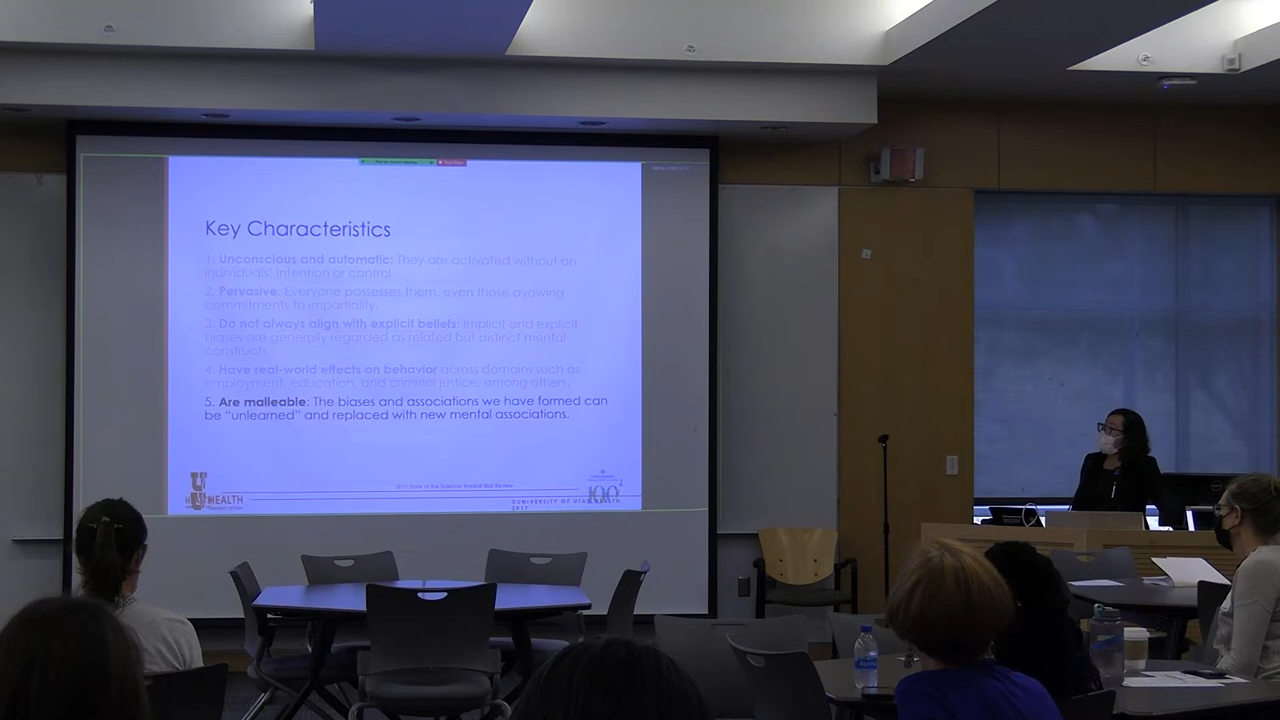 Key Characteristics
1. Unconscious and automatic: They are activated without an
individuals' intention or control.
2. Pervasive: Everyone possesses them, even those avowing
commitments to impartiality.
3. Do not always align with explicit beliefs: Implicit and explicit
biases are generally regarded as related but distinct mental
constructs.
4. Have real-world effects on behavior across domains such as
employment, education, and criminal justice, among others.
5. Are malleable: The biases and associations we have formed can
be "unlearned" and replaced with new mental associations.
2017 State of the Science: Implicit Bias Review
HEALTH
©UNIVERSITY OF UTAH HEALTH,
2017
100